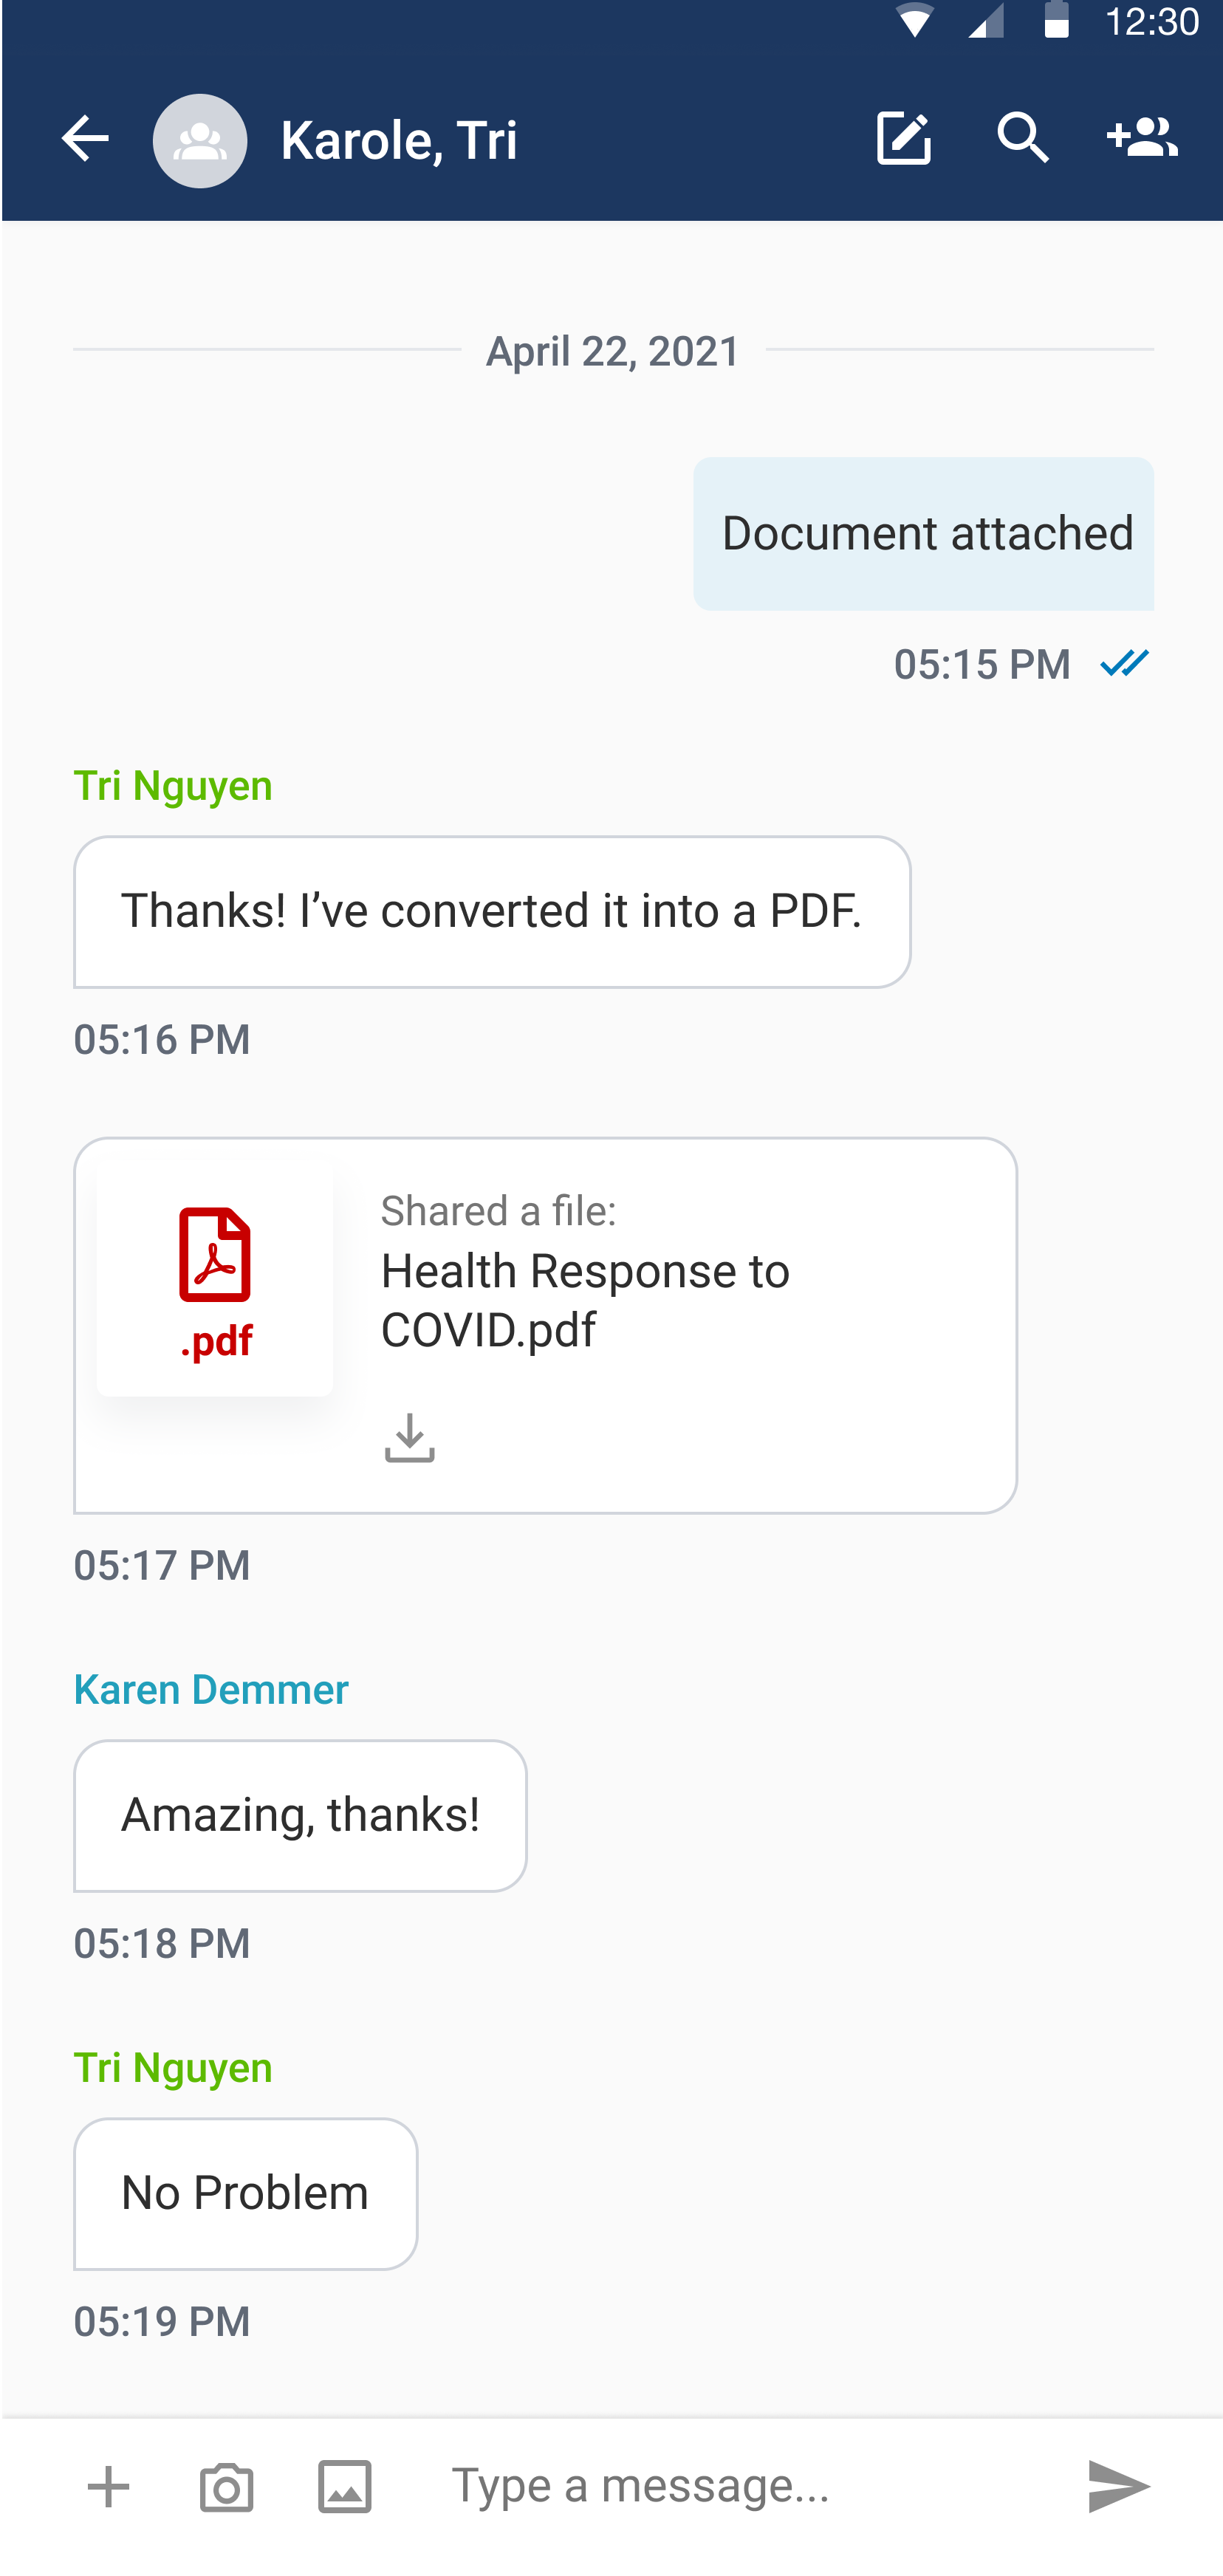 12:30
Karole, Tri
April 22, 2021
Document attached
05:15 PM
Tri Nguyen
Thanks! I’ve converted it into a PDF.
05:16 PM
.pdf
Shared a file:
Health Response to
COVID.pdf
05:17 PM
Karen Demmer
Amazing, thanks!
05:18 PM
Tri Nguyen
No Problem
05:19 PM
Type a message...